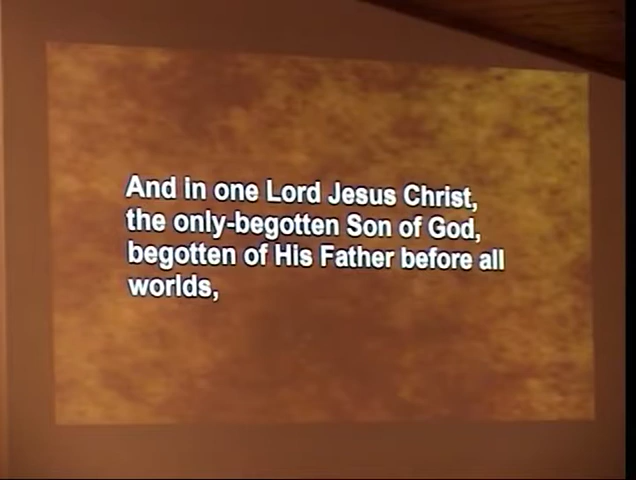 And in one Lord Jesus Christ,
the only-begotten Son of God,
begotten of His Father before all
worlds,